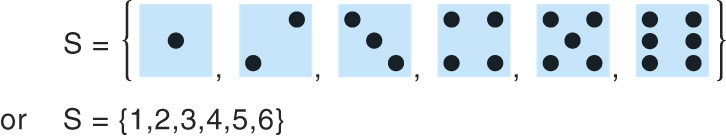 S = { , , , , , }
or S = {1,2,3,4,5,6}